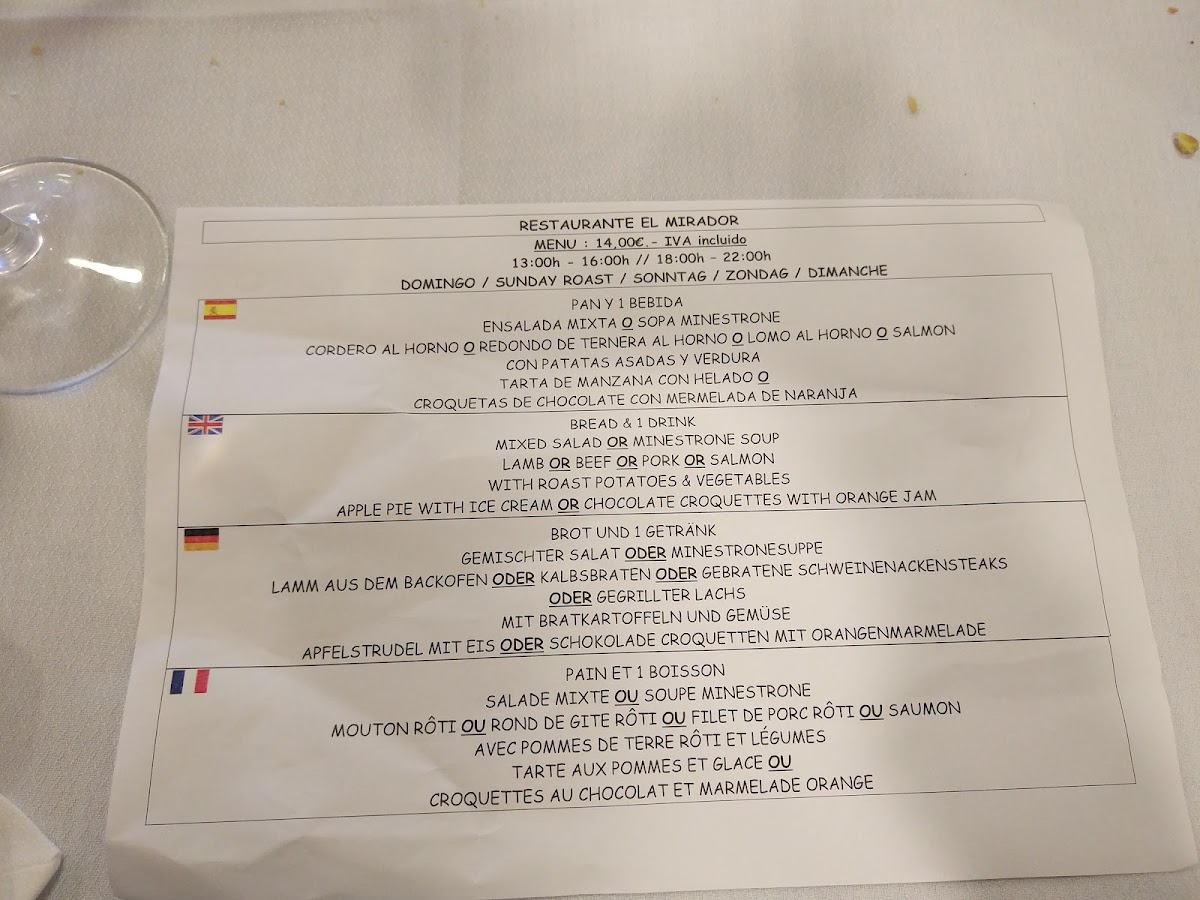 RESTAURANTE EL MIRADOR
MENU : 14,00€.- IVA incluido
13:00h - 16:00h // 18:00h - 22:00h
DOMINGO / SUNDAY ROAST / SONNTAG / ZONDAG / DIMANCHE
PAN Y 1 BEBIDA
ENSALADA MIXTA O SOPA MINESTRONE
CORDERO AL HORNO O REDONDO DE TERNERA AL HORNO O LOMO AL HORNO O SALMON
CON PATATAS ASADAS Y VERDURA
TARTA DE MANZANA CON HELADO O
CROQUETAS DE CHOCOLATE CON MERMELADA DE NARANJA
BREAD & 1 DRINK
MIXED SALAD OR MINESTRONE SOUP
LAMB OR BEEF OR PORK OR SALMON
WITH ROAST POTATOES & VEGETABLES
APPLE PIE WITH ICE CREAM OR CHOCOLATE CROQUETTES WITH ORANGE JAM
BROT UND 1 GETRÄNK
GEMISCHTER SALAT ODER MINESTRONESUPPE
LAMM AUS DEM BACKOFEN ODER KALBSBRATEN ODER GEBRATENE SCHWEINENACKENSTEAKS
ODER GEGRILLTER LACHS
MIT BRATKARTOFFELN UND GEMÜSE
APFELSTRUDEL MIT EIS ODER SCHOKOLADE CROQUETTEN MIT ORANGENMARMELADE
PAIN ET 1 BOISSON
SALADE MIXTE OU SOUPE MINESTRONE
MOUTON RÔTI OU ROND DE GITE RÔTI OU FILET DE PORC RÔTI OU SAUMON
AVEC POMMES DE TERRE RÔTI ET LÉGUMES
TARTE AUX POMMES ET GLACE OU
CROQUETTES AU CHOCOLAT ET MARMELADE ORANGE